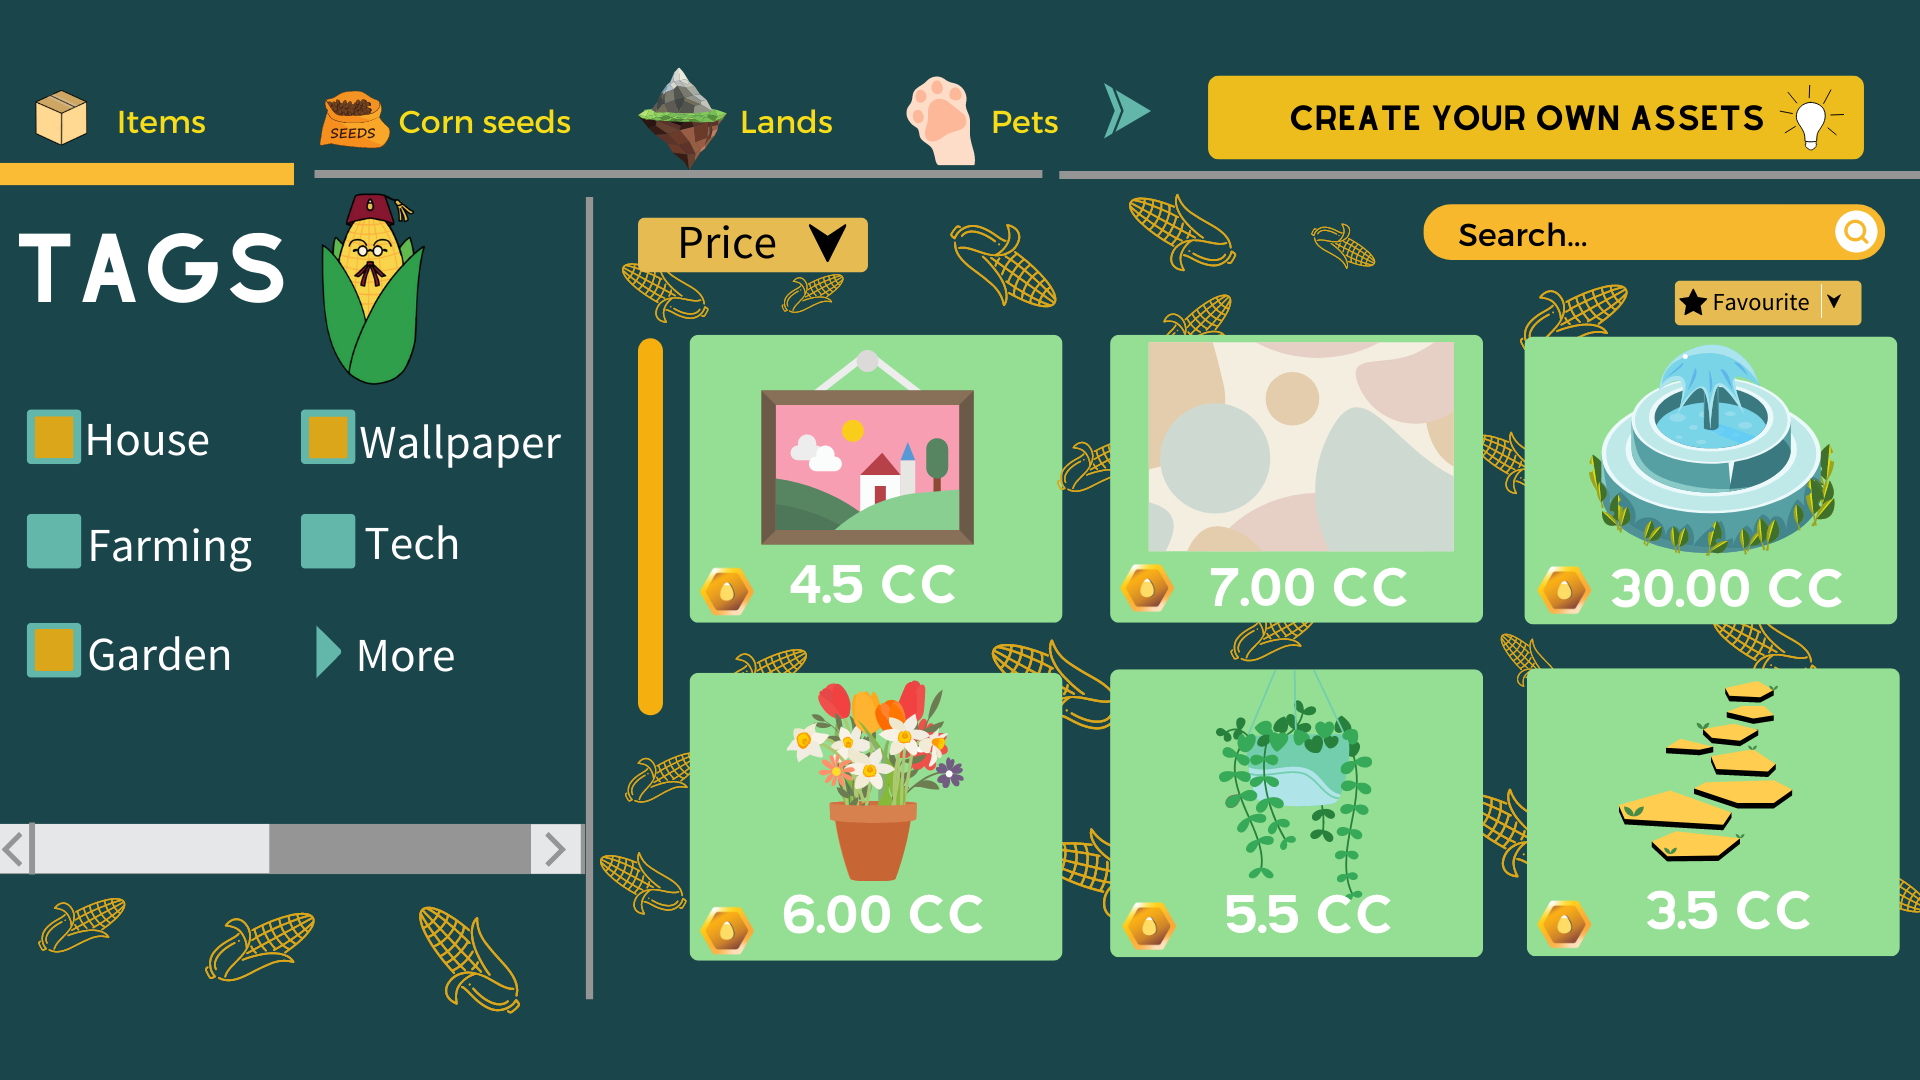 Items
SEEDS
Corn seeds
Lands
Pets
CREATE YOUR OWN ASSETS
TAGS
Price
Search...
Favourite
House
Wallpaper
Farming
Tech
Garden
More
4.5 CC
7.00 CC
30.00 CC
6.00 CC
5.5 CC
3.5 CC